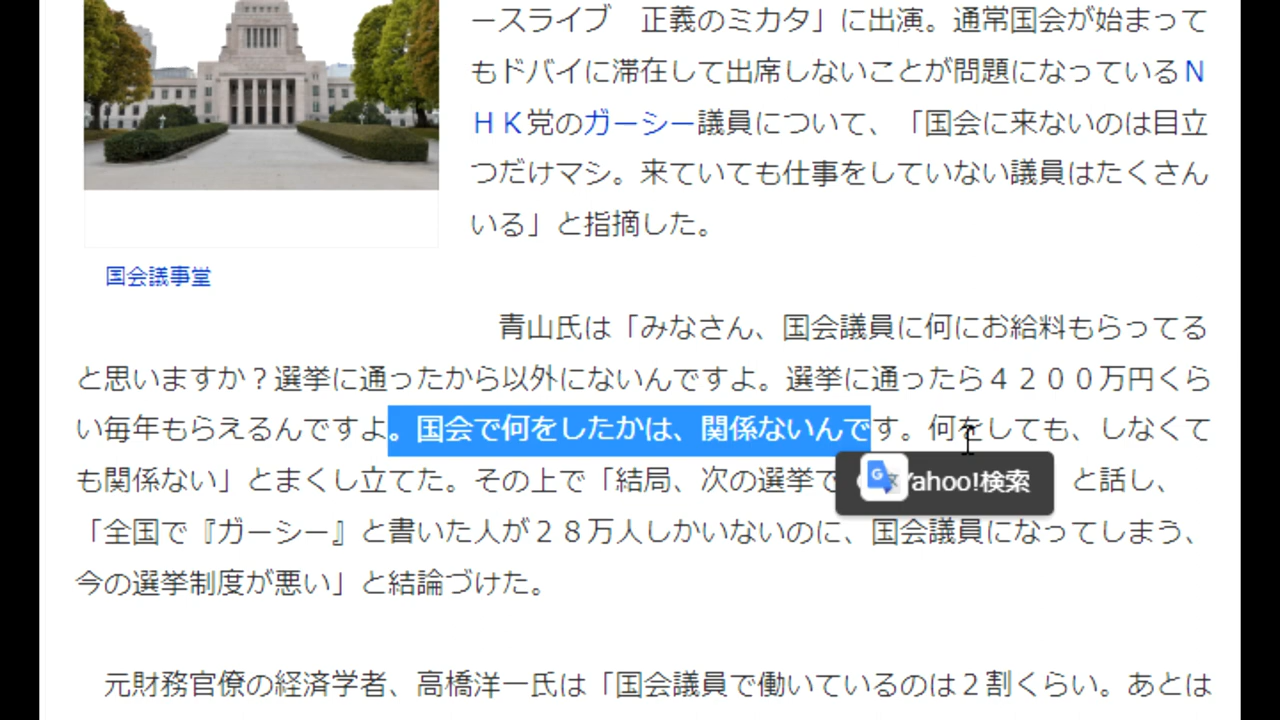 ースライブ　正義のミカタ」に出演。通常国会が始まって
もドバイに滞在して出席しないことが問題になっているＮ
ＨＫ党のガーシー議員について、「国会に来ないのは目立
つだけマシ。来ていても仕事をしていない議員はたくさん
いる」と指摘した。
国会議事堂
青山氏は「みなさん、国会議員に何にお給料もらってる
と思いますか？選挙に通ったから以外にないんですよ。選挙に通ったら４２００万円くら
い毎年もらえるんですよ。国会で何をしたかは、関係ないんです。何をしても、しなくて
も関係ない」とまくし立てた。その上で「結局、次の選挙で
Yahoo!検索
と話し、
「全国で『ガーシー』と書いた人が２８万人しかいないのに、国会議員になってしまう、
今の選挙制度が悪い」と結論づけた。
元財務官僚の経済学者、高橋洋一氏は「国会議員で働いているのは２割くらい。あとは